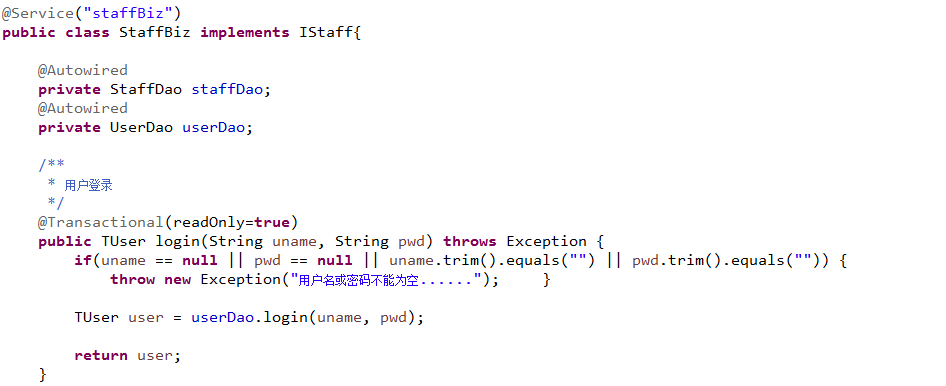 @Service("staffBiz")
public class StaffBiz implements IStaff{
@Autowired
private StaffDao staffDao;
@Autowired
private UserDao userDao;
/**
* 用户登录
*/
@Transactional(readOnly=true)
public TUser login(String uname, String pwd) throws Exception {
if(uname == null || pwd == null || uname.trim().equals("") || pwd.trim().equals("")) {
throw new Exception("用户名或密码不能为空......"); }
TUser user = userDao.login(uname, pwd);
return user;
}